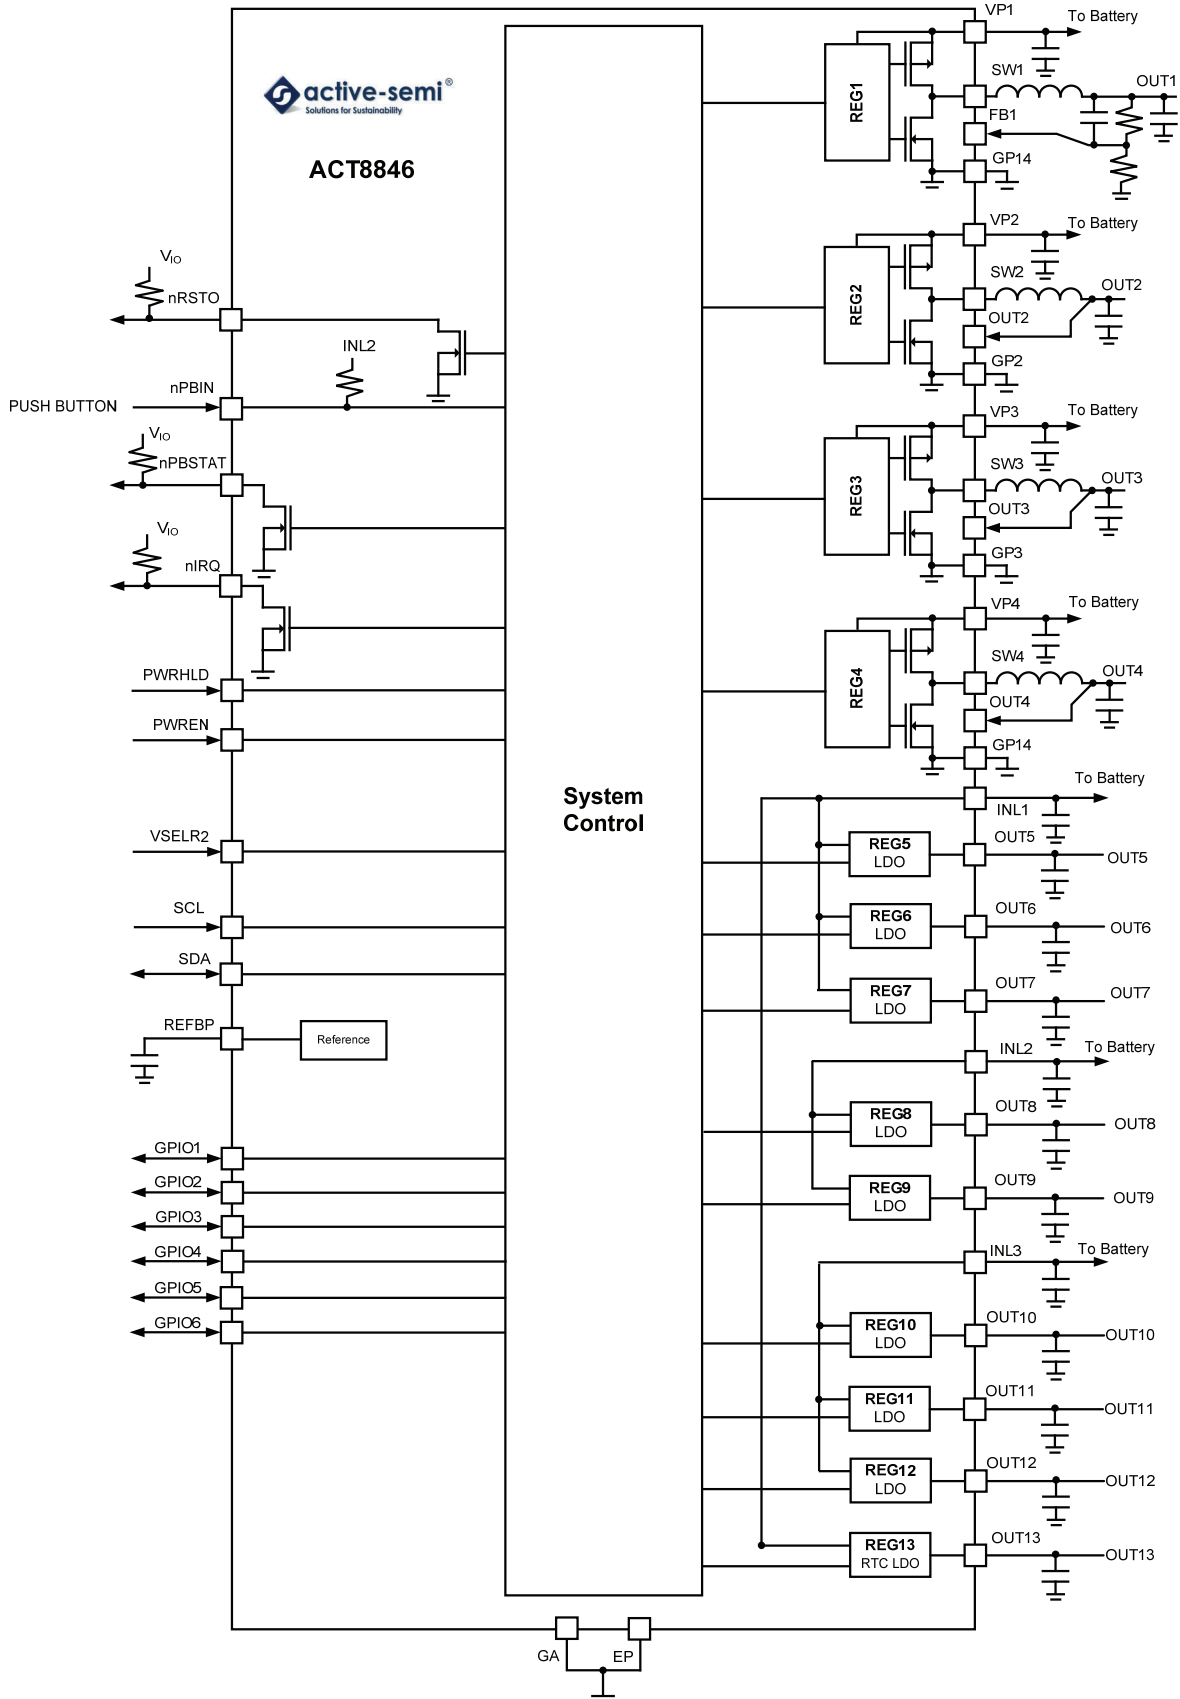 active-semi®
Solutions for Sustainability
ACT8846
VIO
nRSTO
INL2
nPBIN
PUSH BUTTON
VIO
nPBSTAT
VIO
nIRQ
PWRHLD
PWREN
VSELR2
SCL
SDA
REFBP
Reference
GPIO1
GPIO2
GPIO3
GPIO4
GPIO5
GPIO6
System
Control
GA
EP
VP1
To Battery
REG1
SW1
OUT1
FB1
GP14
VP2
To Battery
REG2
SW2
OUT2
OUT2
GP2
VP3
To Battery
REG3
SW3
OUT3
OUT3
GP3
VP4
To Battery
REG4
SW4
OUT4
OUT4
GP14
To Battery
INL1
REG5
LDO
OUT5
OUT5
REG6
LDO
OUT6
OUT6
REG7
LDO
OUT7
OUT7
INL2
To Battery
REG8
LDO
OUT8
OUT8
REG9
LDO
OUT9
OUT9
INL3
To Battery
REG10
LDO
OUT10
OUT10
REG11
LDO
OUT11
OUT11
REG12
LDO
OUT12
OUT12
REG13
RTC LDO
OUT13
OUT13